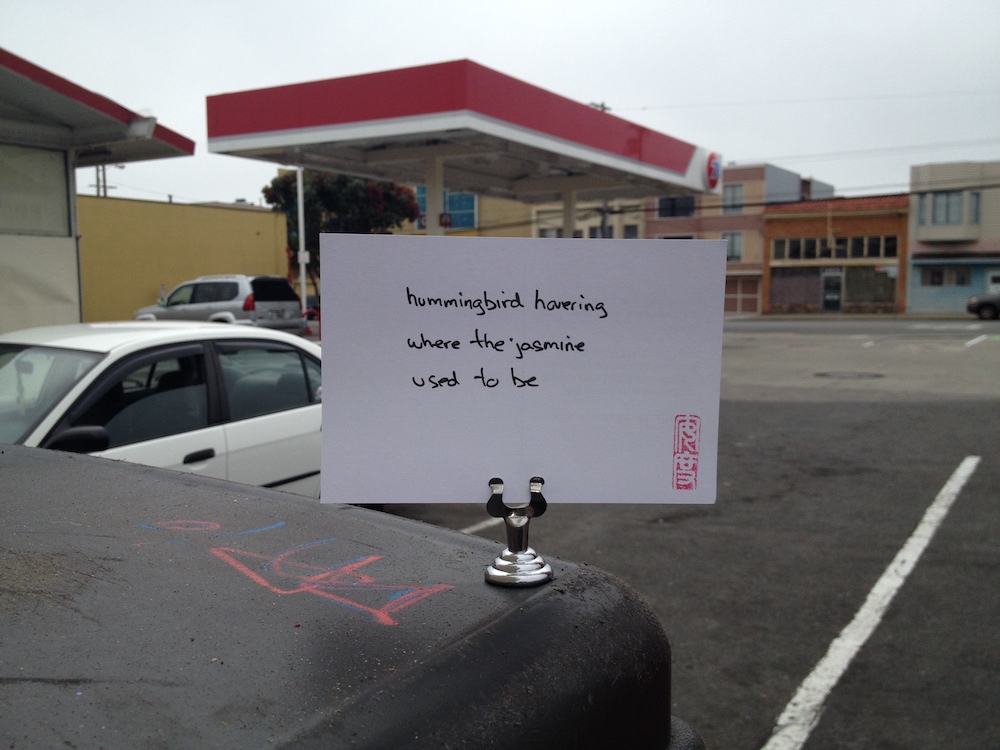 hummingbird hovering
where the jasmine
used to be